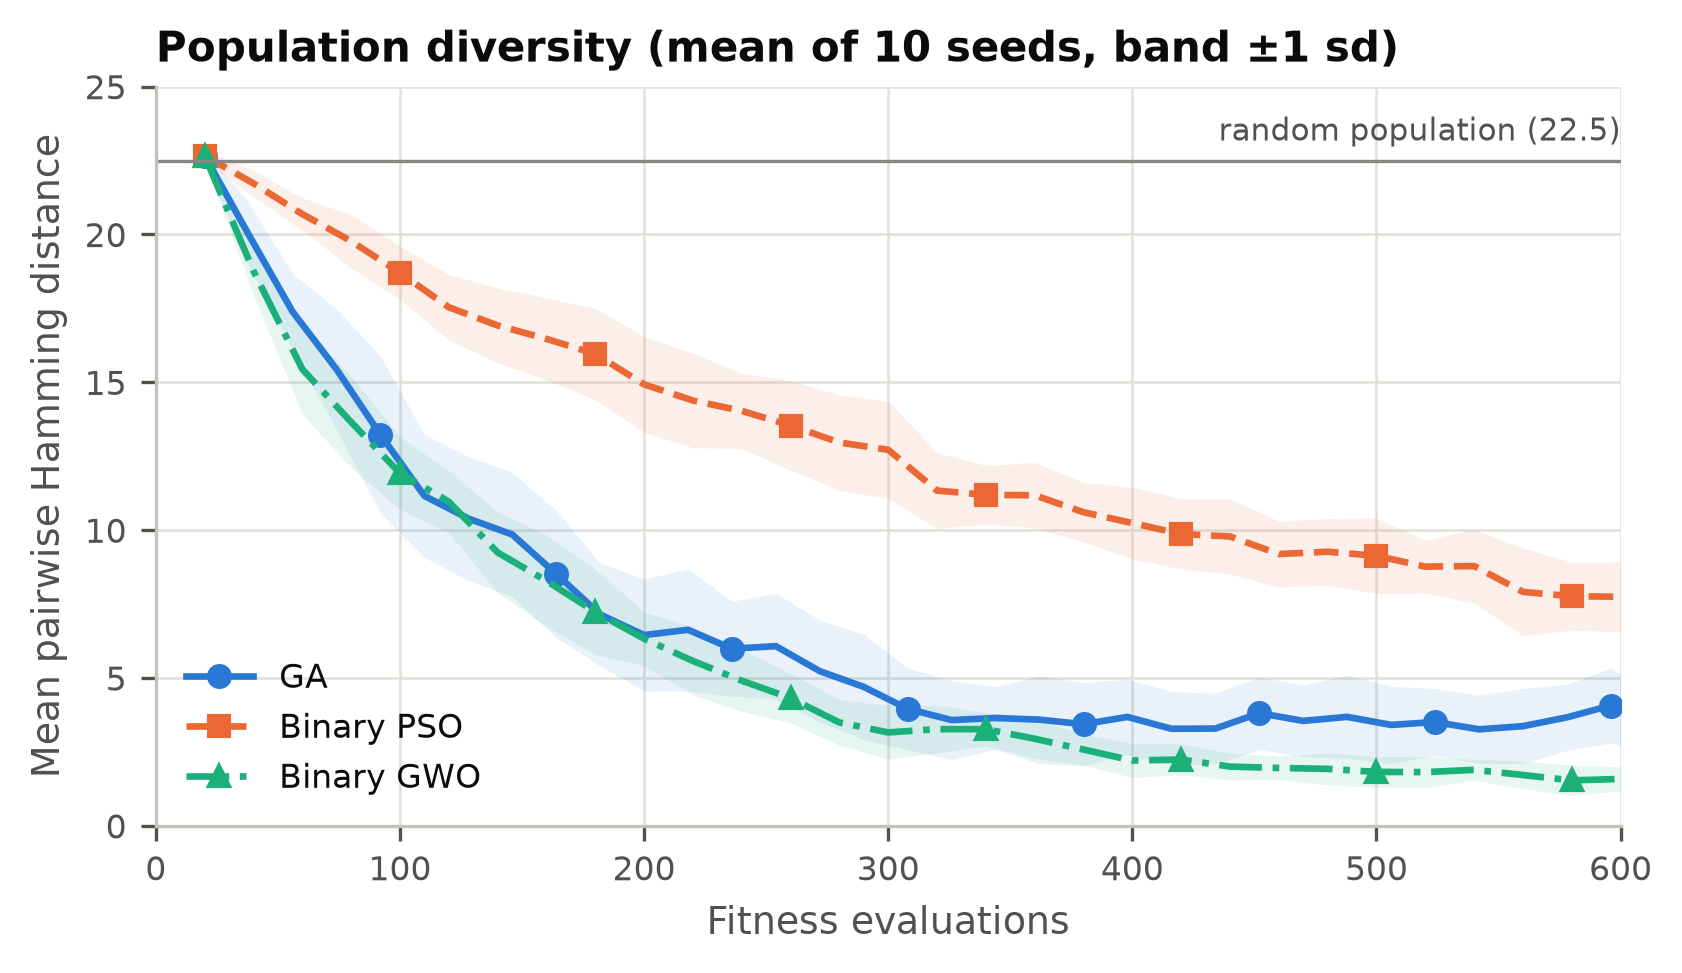 Population diversity (mean of 10 seeds, band ±1 sd)
25
20
15
10
5
0
Mean pairwise Hamming distance
random population (22.5)
GA
Binary PSO
Binary GWO
0 100 200 300 400 500 600
Fitness evaluations